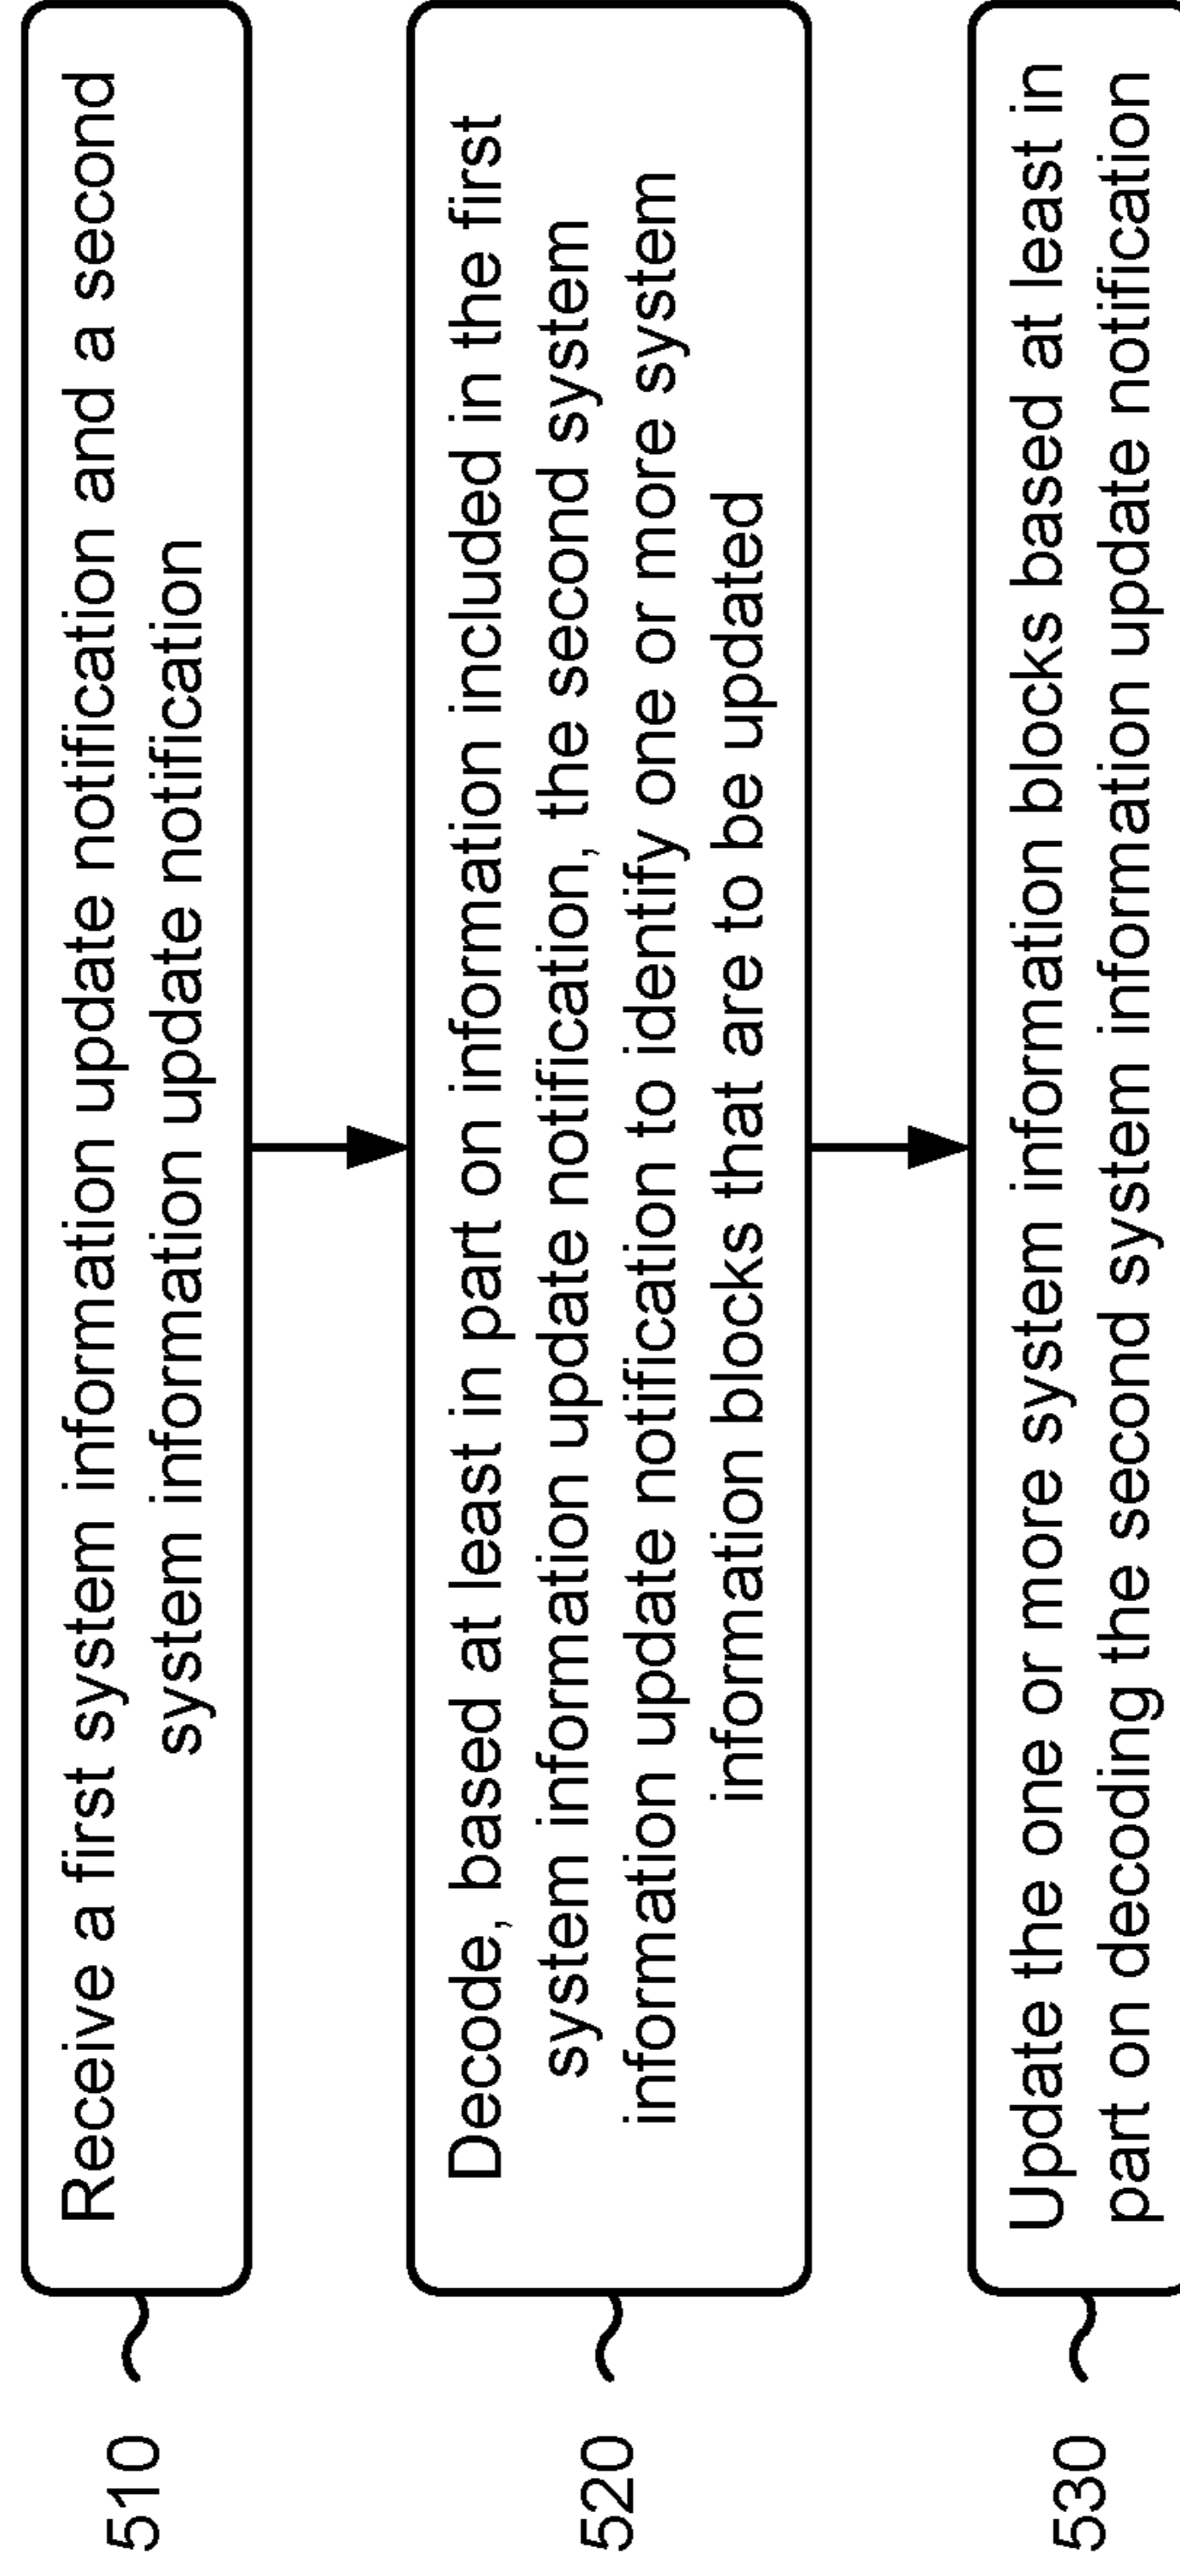 510
Receive a first system information update notification and a second
system information update notification
520
Decode, based at least in part on information included in the first
system information update notification, the second system
information update notification to identify one or more system
information blocks that are to be updated
530
Update the one or more system information blocks based at least in
part on decoding the second system information update notification